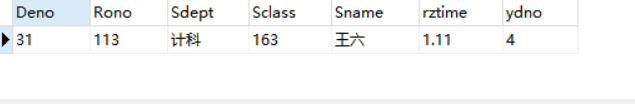 Deno Rono Sdept Sclass Sname rztime ydno
31 113 计科 163 王六 1.11 4